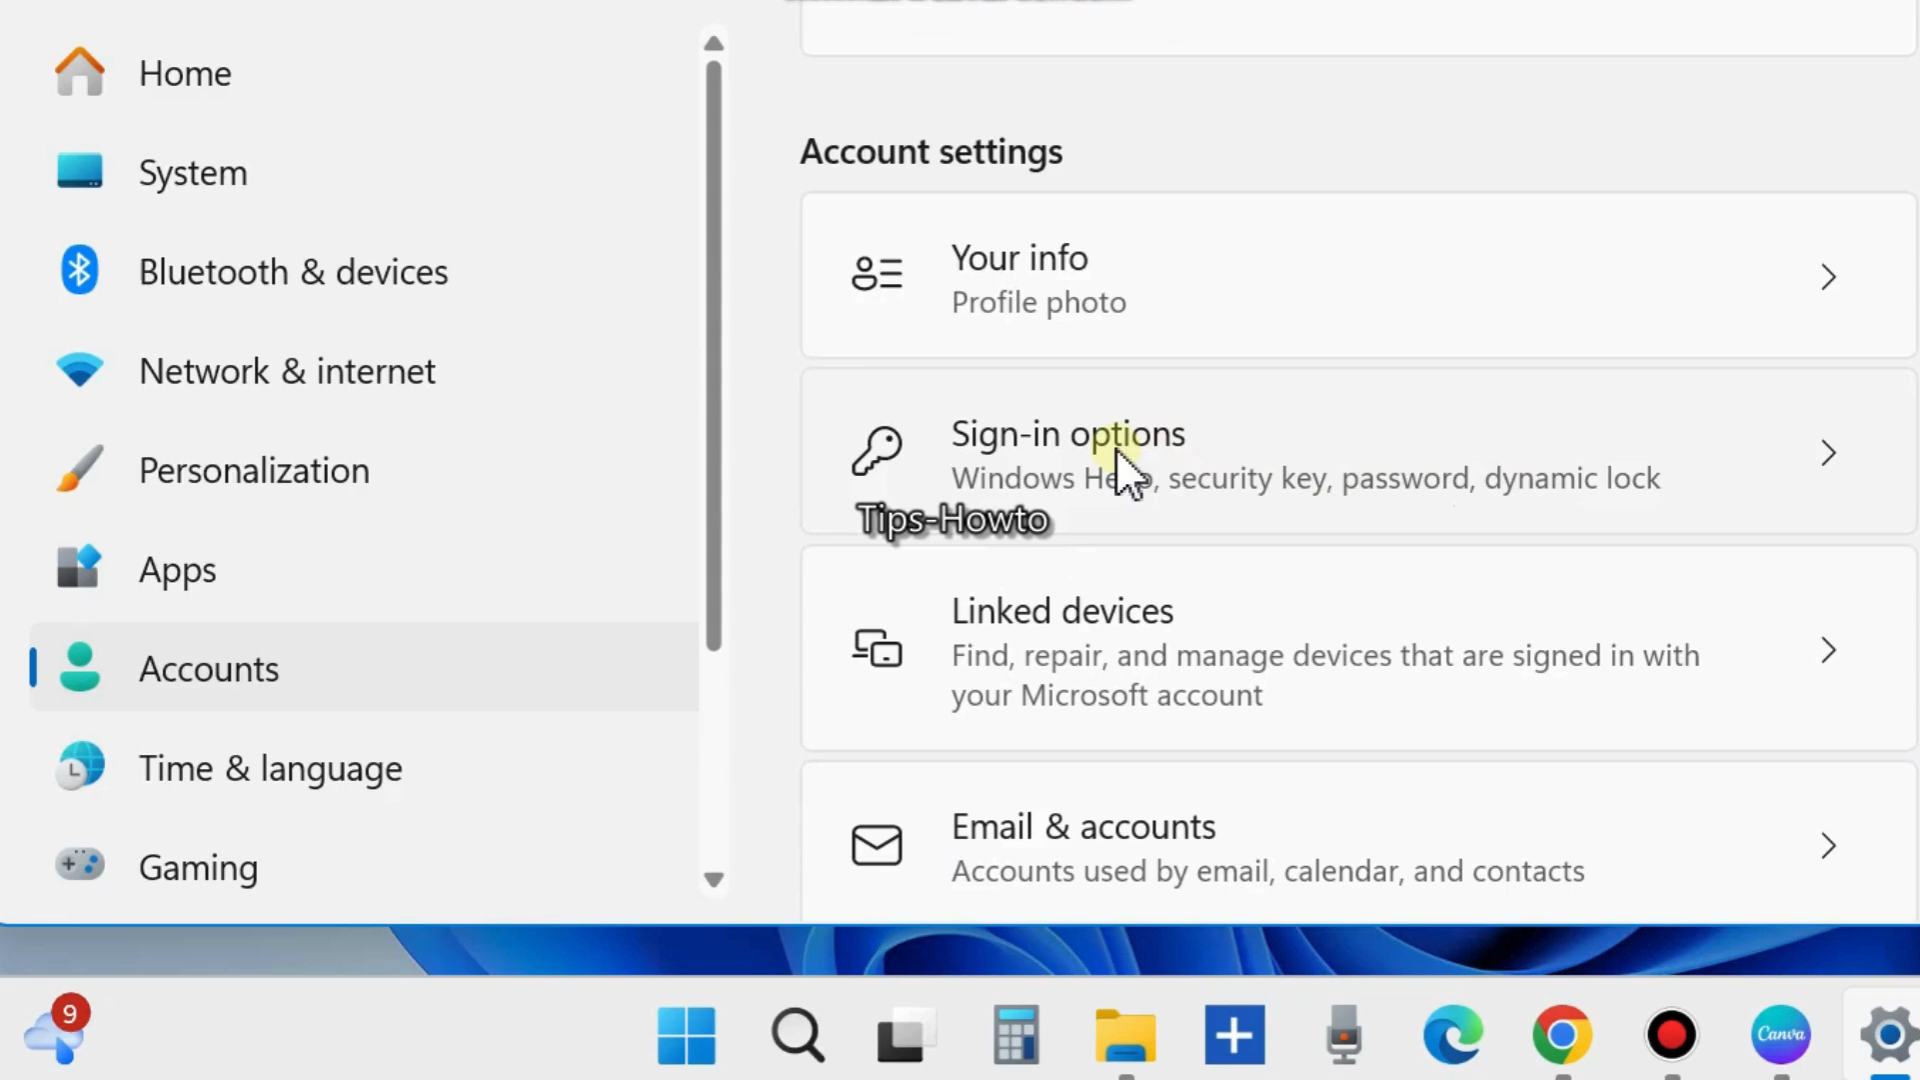 Home
System
Bluetooth & devices
Network & internet
Personalization
Apps
Accounts
Time & language
Gaming
Account settings
Your info
Profile photo
Sign-in options
Windows He, security key, password, dynamic lock
Tips-Howto
Linked devices
Find, repair, and manage devices that are signed in with
your Microsoft account
Email & accounts
Accounts used by email, calendar, and contacts
9
Canva